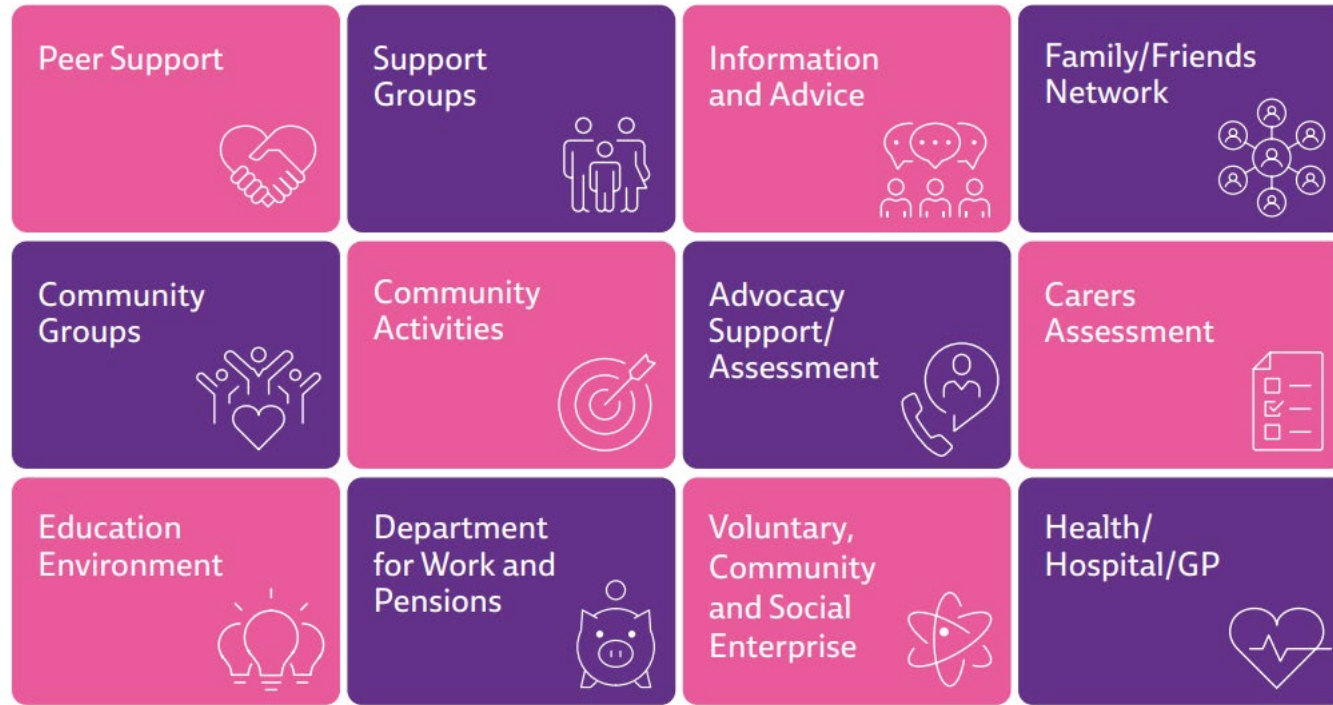 Peer Support
Support
Groups
Information
and Advice
Family/Friends
Network
Community
Groups
Community
Activities
Advocacy
Support/
Assessment
Carers
Assessment
Education
Environment
Department
for Work and
Pensions
Voluntary,
Community
and Social
Enterprise
Health/
Hospital/GP